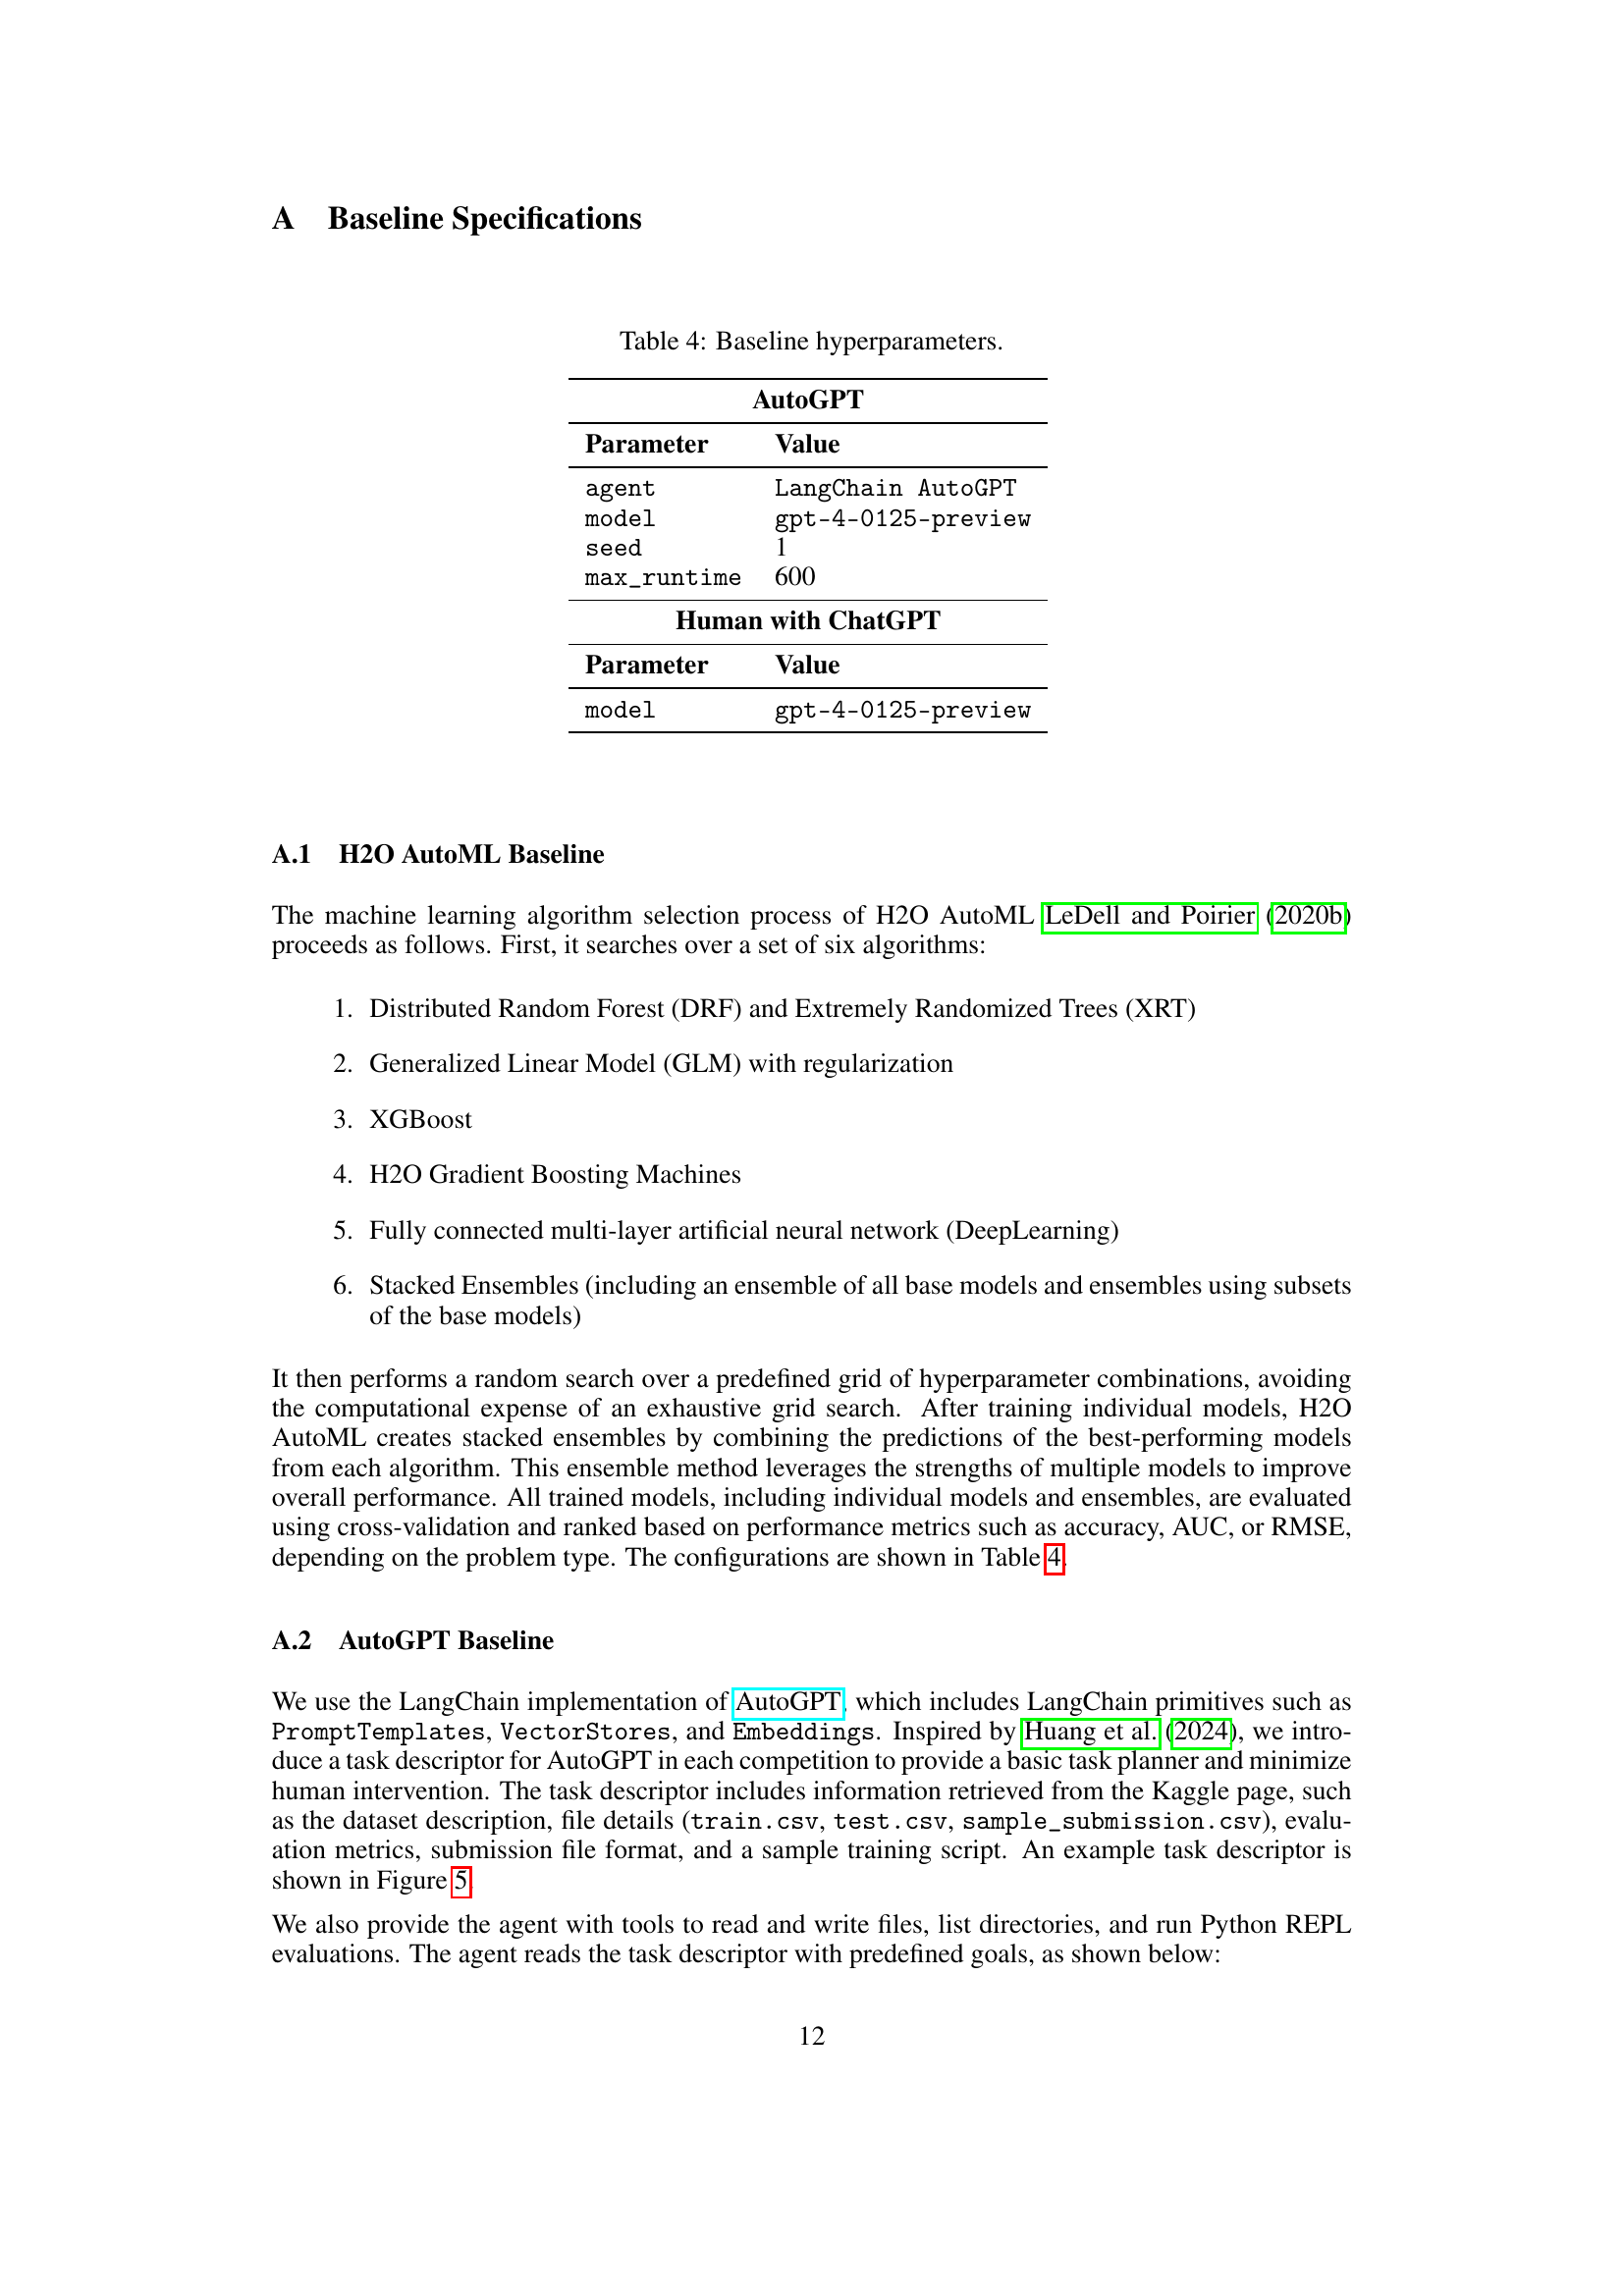 A Baseline Specifications
Table 4: Baseline hyperparameters.
AutoGPT
Parameter Value
agent LangChain AutoGPT
model gpt-4-0125-preview
seed 1
max_runtime 600
Human with ChatGPT
Parameter Value
model gpt-4-0125-preview
A.1 H2O AutoML Baseline
The machine learning algorithm selection process of H2O AutoML LeDell and Poirier (2020b)
proceeds as follows. First, it searches over a set of six algorithms:
1. Distributed Random Forest (DRF) and Extremely Randomized Trees (XRT)
2. Generalized Linear Model (GLM) with regularization
3. XGBoost
4. H2O Gradient Boosting Machines
5. Fully connected multi-layer artificial neural network (DeepLearning)
6. Stacked Ensembles (including an ensemble of all base models and ensembles using subsets
of the base models)
It then performs a random search over a predefined grid of hyperparameter combinations, avoiding
the computational expense of an exhaustive grid search. After training individual models, H2O
AutoML creates stacked ensembles by combining the predictions of the best-performing models
from each algorithm. This ensemble method leverages the strengths of multiple models to improve
overall performance. All trained models, including individual models and ensembles, are evaluated
using cross-validation and ranked based on performance metrics such as accuracy, AUC, or RMSE,
depending on the problem type. The configurations are shown in Table 4.
A.2 AutoGPT Baseline
We use the LangChain implementation of AutoGPT, which includes LangChain primitives such as
PromptTemplates, VectorStores, and Embeddings. Inspired by Huang et al. (2024), we intro-
duce a task descriptor for AutoGPT in each competition to provide a basic task planner and minimize
human intervention. The task descriptor includes information retrieved from the Kaggle page, such
as the dataset description, file details (train.csv, test.csv, sample_submission.csv), evalu-
ation metrics, submission file format, and a sample training script. An example task descriptor is
shown in Figure 5.
We also provide the agent with tools to read and write files, list directories, and run Python REPL
evaluations. The agent reads the task descriptor with predefined goals, as shown below:
12